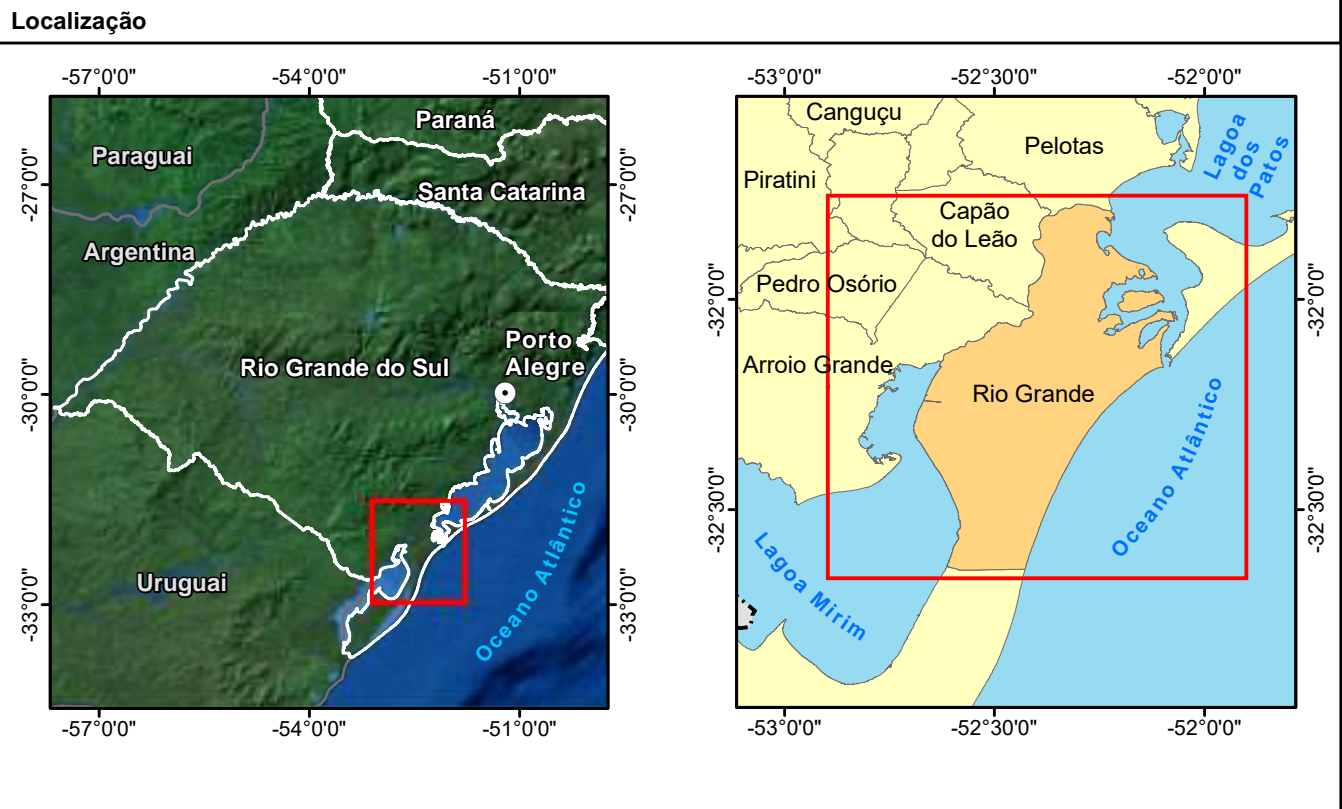 Localização
-57°0'0"
-54°0'0"
-51°0'0"
-27°0'0"
-30°0'0"
-33°0'0"
Paraná
Paraguai
Santa Catarina
Argentina
Porto
Alegre
Rio Grande do Sul
Uruguai
Oceano Atlântico
-27°0'0"
-30°0'0"
-33°0'0"
-57°0'0"
-54°0'0"
-51°0'0"
-53°0'0"
-52°30'0"
-52°0'0"
-32°0'0"
-32°30'0"
Canguçu
Pelotas
Lagoa
dos
Patos
Piratini
Capão
do Leão
Pedro Osório
Arroio Grande
Rio Grande
Oceano Atlântico
Lagoa Mirim
-32°0'0"
-32°30'0"
-53°0'0"
-52°30'0"
-52°0'0"